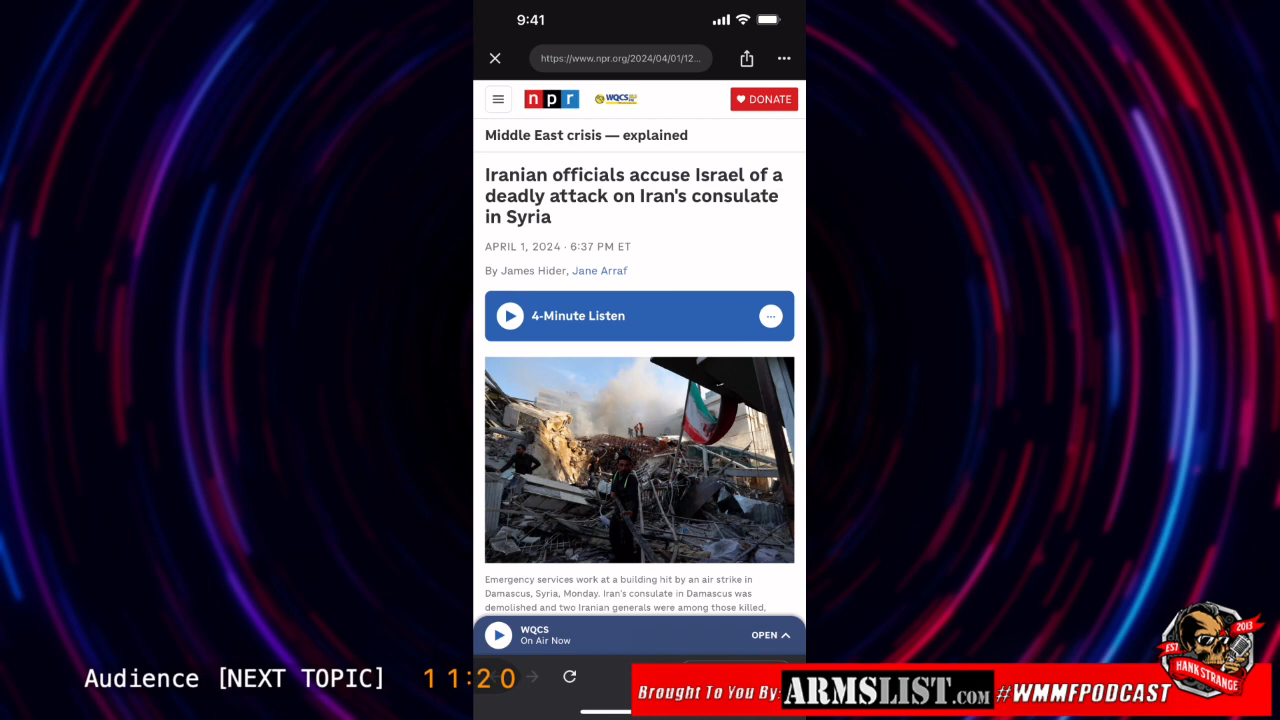 9:41
https://www.npr.org/2024/04/01/12...
npr
WQCS
DONATE
Middle East crisis — explained
Iranian officials accuse Israel of a
deadly attack on Iran's consulate
in Syria
APRIL 1, 2024 · 6:37 PM ET
By James Hider, Jane Arraf
4-Minute Listen
Emergency services work at a building hit by an air strike in
Damascus, Syria, Monday. Iran's consulate in Damascus was
demolished and two Iranian generals were among those killed,
WQCS
On Air Now
OPEN
Audience [NEXT TOPIC] 11:20
Brought To You By: ARMSLIST.COM #WMMFPODCAST
EST 2013
HANK STRANGE